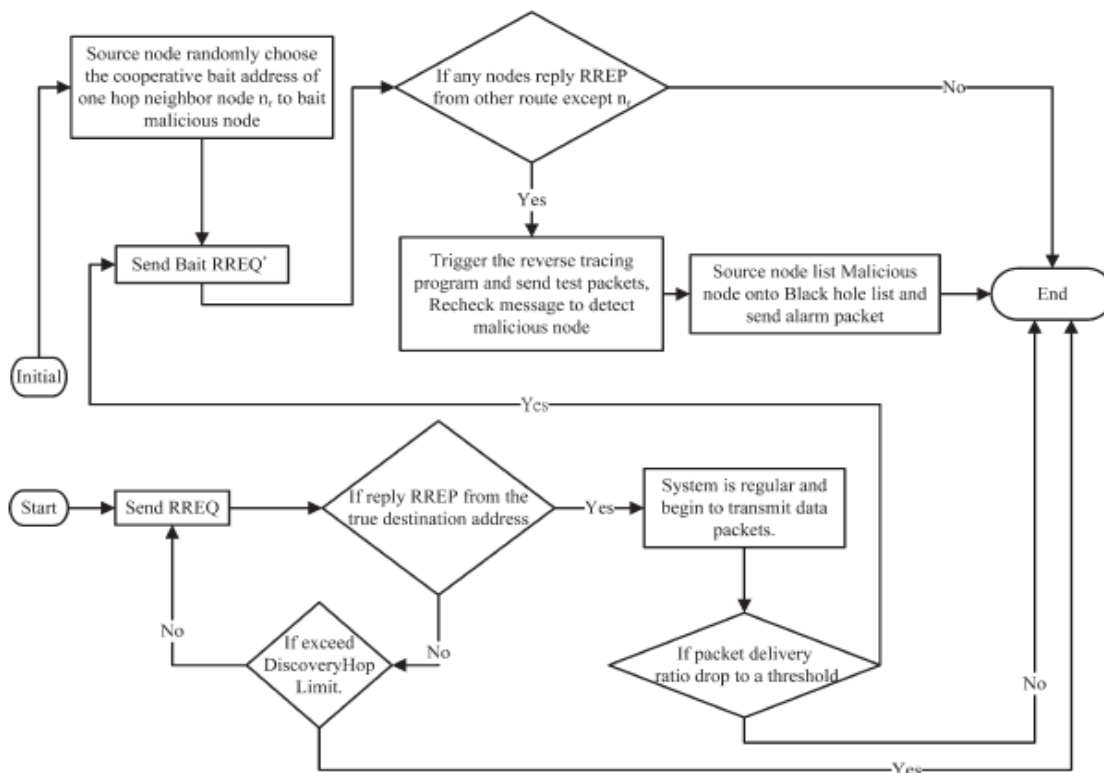 Source node randomly choose
the cooperative bait address of
one hop neighbor node nr to bait
malicious node
If any nodes reply RREP
from other route except nr
No
Yes
Send Bait RREQ'
Trigger the reverse tracing
program and send test packets,
Recheck message to detect
malicious node
Source node list Malicious
node onto Black hole list and
send alarm packet
End
Initial
Yes
Start
Send RREQ
If reply RREP from the
true destination address
Yes
System is regular and
begin to transmit data
packets.
No
No
If exceed
DiscoveryHop
Limit.
If packet delivery
ratio drop to a threshold
No
Yes